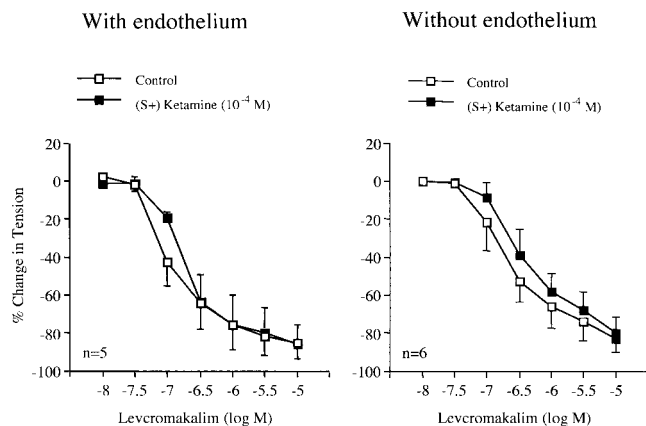 With endothelium
Control
(S+) Ketamine (10-4 M)
% Change in Tension
20
0
-20
-40
-60
-80
-100
n=5
-8 -7.5 -7 -6.5 -6 -5.5 -5
Levcromakalim (log M)
Without endothelium
Control
(S+) Ketamine (10-4 M)
20
0
-20
-40
-60
-80
-100
n=6
-8 -7.5 -7 -6.5 -6 -5.5 -5
Levcromakalim (log M)